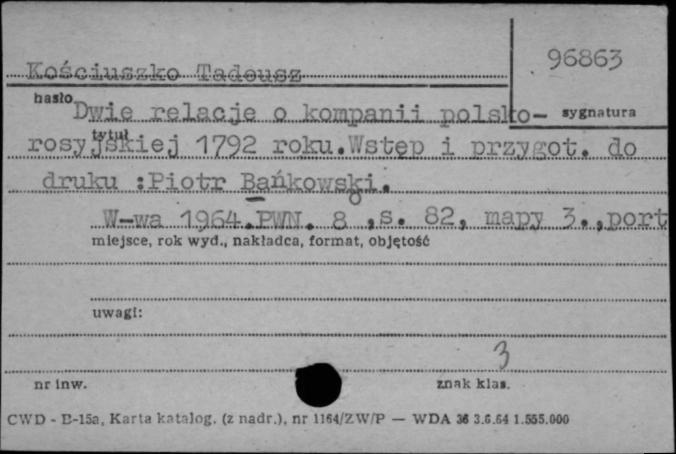 96863
Kościuszko Tadeusz
hasło
Dwie relacje o kompanii polsko-
sygnatura
tytuł
rosyjskiej 1792 roku.Wstęp i przygot. do
druku :Piotr Bańkowski.
W-wa 1964.PWN. 8°,s. 82, mapy 3.,port
miejsce, rok wyd., nakładca, format, objętość
uwagi:
3
nr inw.
znak klas.
CWD - B-15a, Karta katalog. (z nadr.), nr 1164/ZW/P — WDA 36 3.6.64 1.555.000